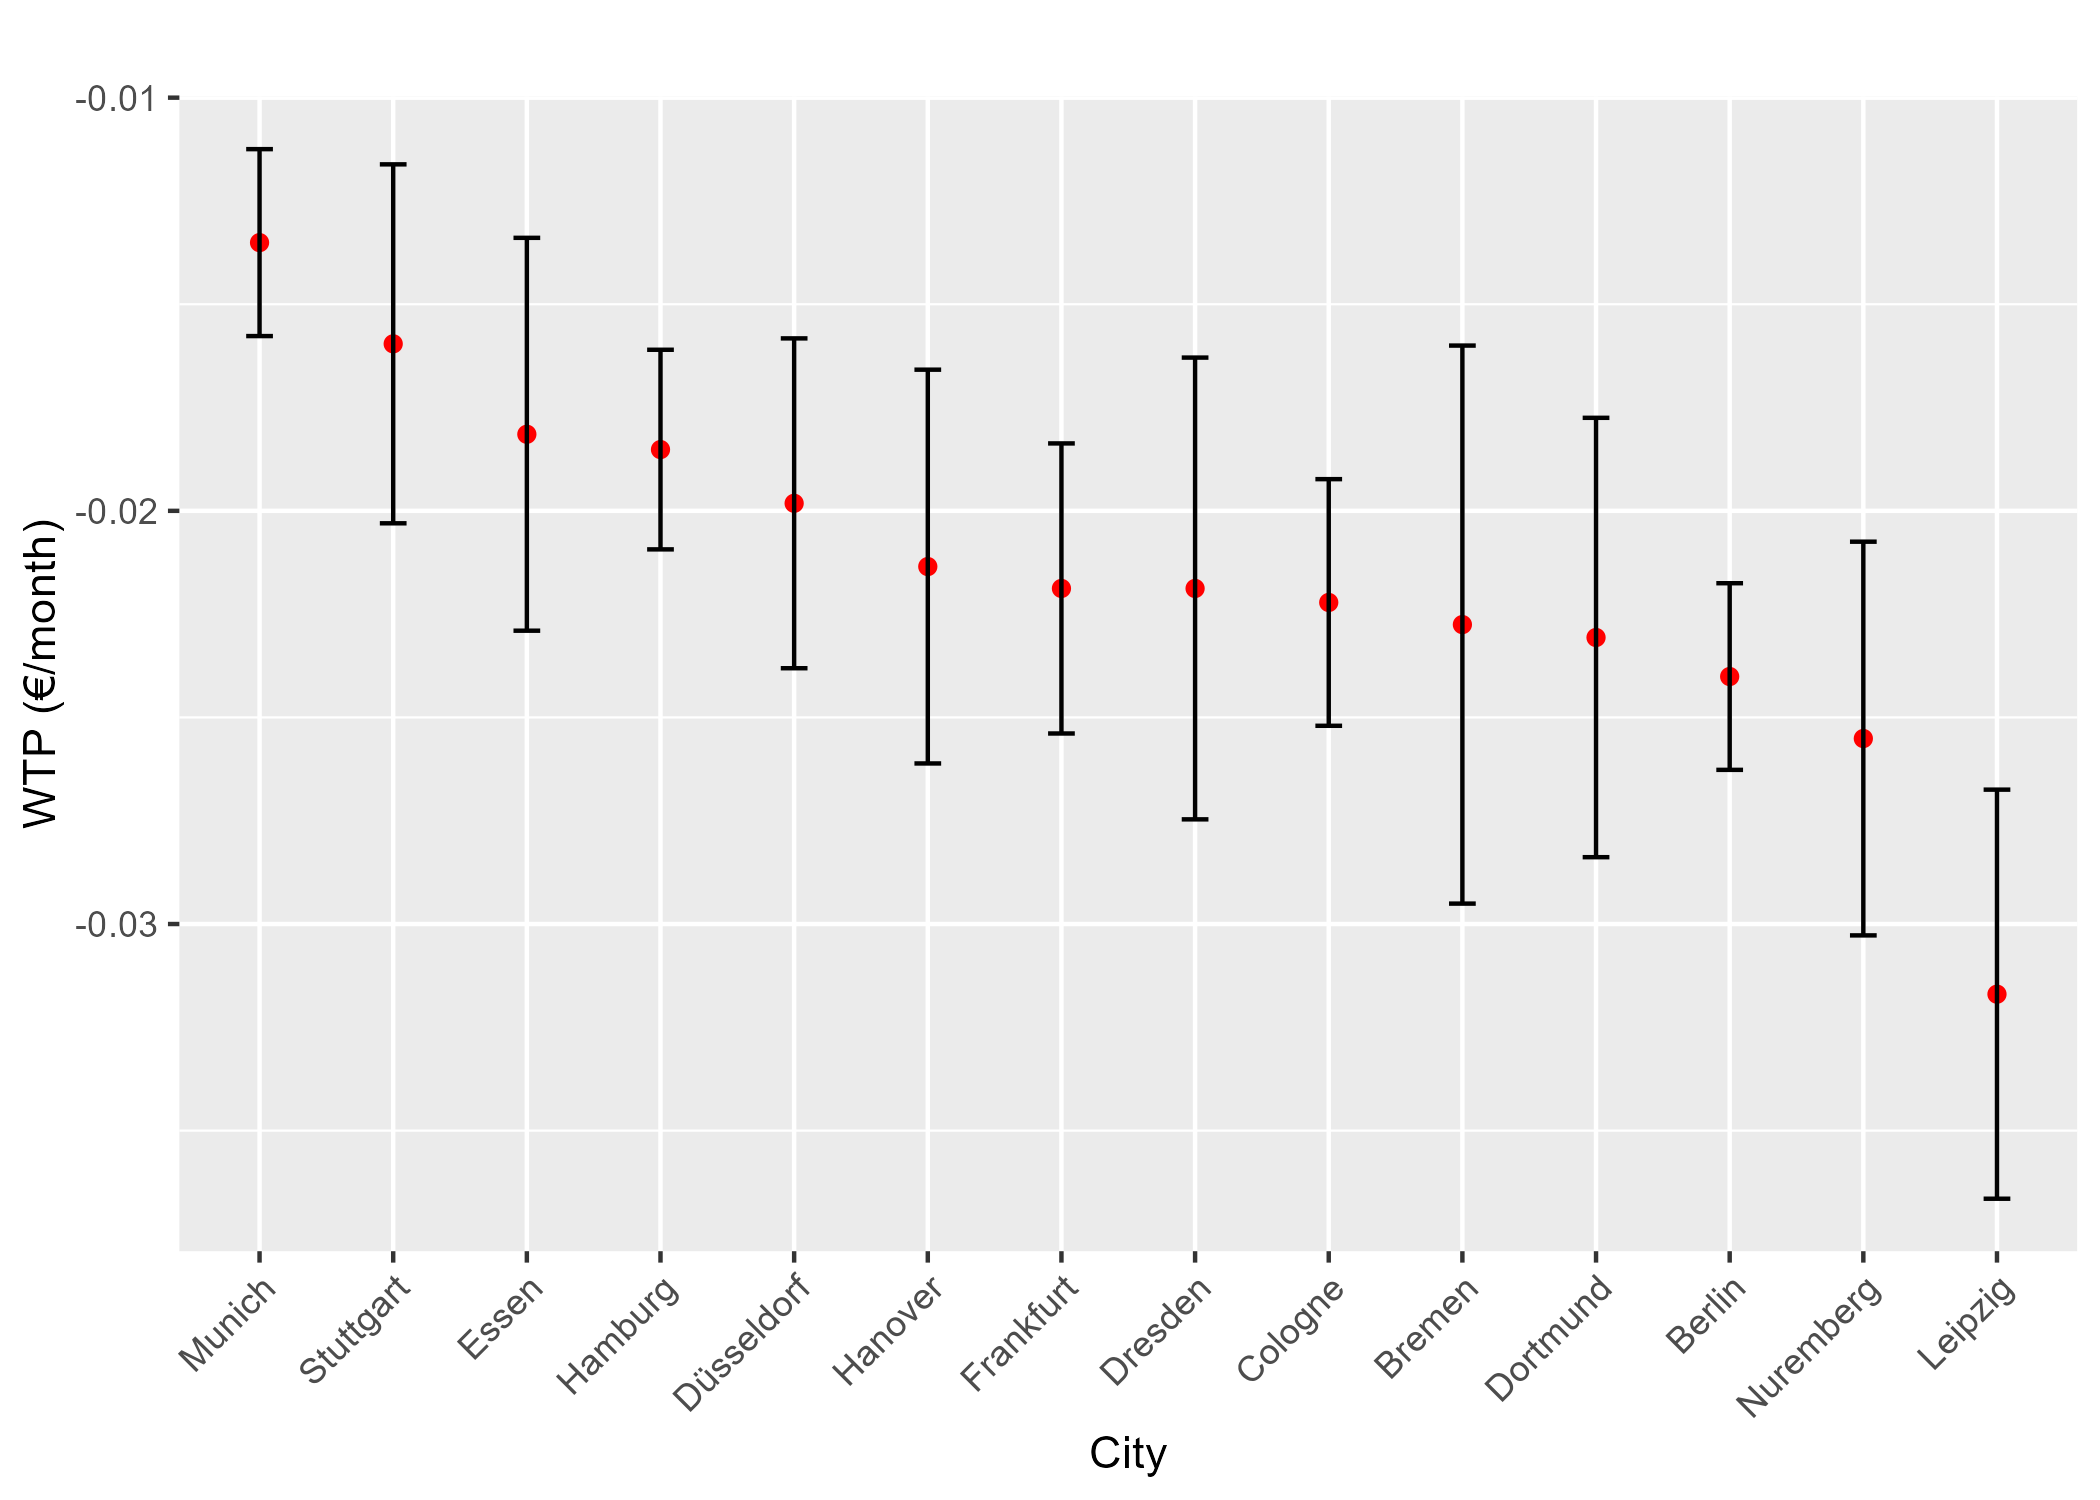 -0.01
-0.02
-0.03
WTP (€/month)
Munich
Stuttgart
Essen
Hamburg
Düsseldorf
Hanover
Frankfurt
Dresden
Cologne
Bremen
Dortmund
Berlin
Nuremberg
Leipzig
City